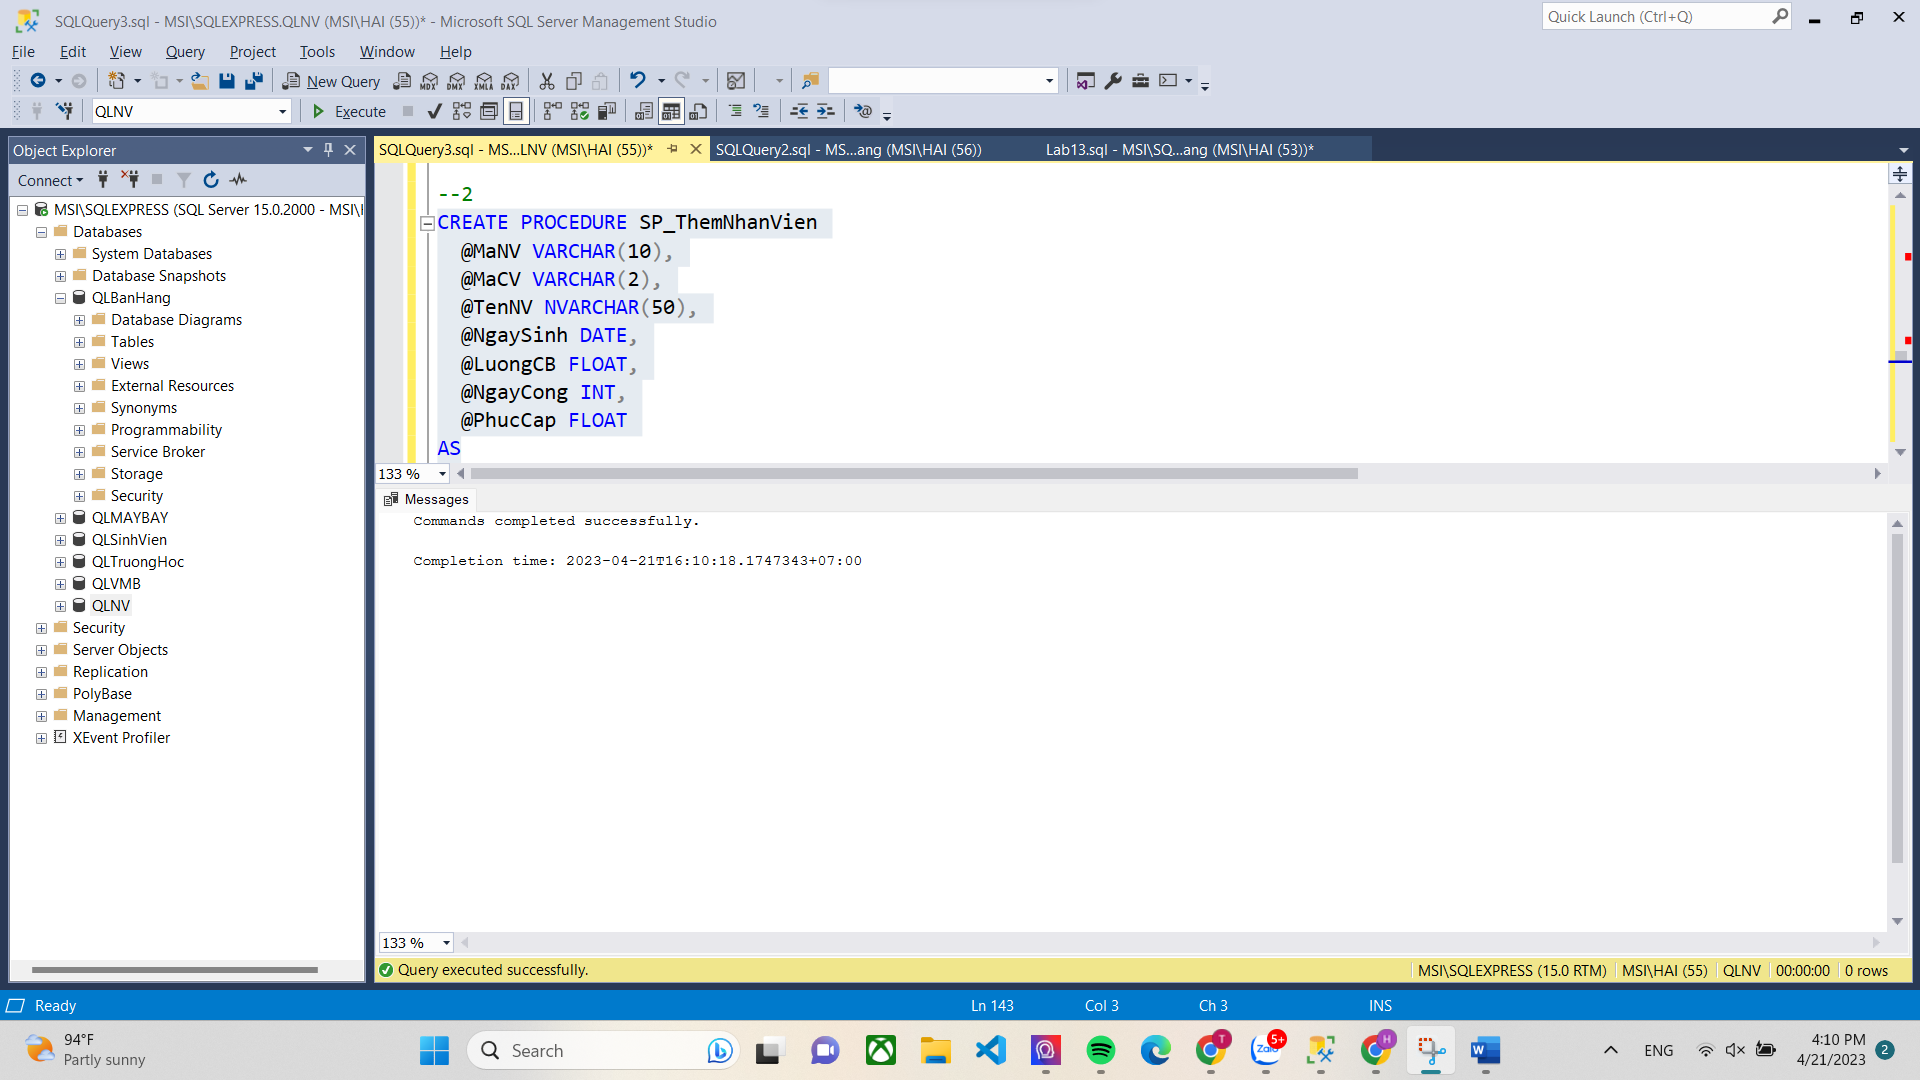 SQLQuery3.sql - MSI\SQLEXPRESS.QLNV (MSI\HAI (55))* - Microsoft SQL Server Management Studio
Quick Launch (Ctrl+Q)
File Edit View Query Project Tools Window Help
New Query
MDX DMX XMLA DAX
QLNV
Execute
Object Explorer
SQLQuery3.sql - MS...LNV (MSI\HAI (55))*
SQLQuery2.sql - MS...ang (MSI\HAI (56))
Lab13.sql - MSI\SQ...ang (MSI\HAI (53))*
Connect
MSI\SQLEXPRESS (SQL Server 15.0.2000 - MSI\
Databases
System Databases
Database Snapshots
QLBanHang
Database Diagrams
Tables
Views
External Resources
Synonyms
Programmability
Service Broker
Storage
Security
QLMAYBAY
QLSinhVien
QLTruongHoc
QLVMB
QLNV
Security
Server Objects
Replication
PolyBase
Management
XEvent Profiler
--2
CREATE PROCEDURE SP_ThemNhanVien
@MaNV VARCHAR(10),
@MaCV VARCHAR(2),
@TenNV NVARCHAR(50),
@NgaySinh DATE,
@LuongCB FLOAT,
@NgayCong INT,
@PhucCap FLOAT
AS
133 %
Messages
Commands completed successfully.
Completion time: 2023-04-21T16:10:18.1747343+07:00
133 %
Query executed successfully.
MSI\SQLEXPRESS (15.0 RTM) MSI\HAI (55) QLNV 00:00:00 0 rows
Ready
Ln 143 Col 3 Ch 3 INS
94°F
Partly sunny
Search
T
Zalo
5+
H
W
ENG
4:10 PM
4/21/2023
2